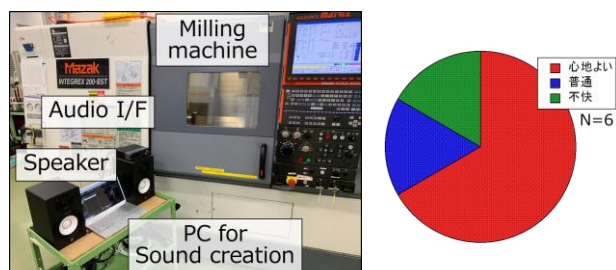 Milling
machine
Mazak
INTEGREX 200-IIIST
Audio I/F
Speaker
PC for
Sound creation
心地よい
普通
不快
N=6